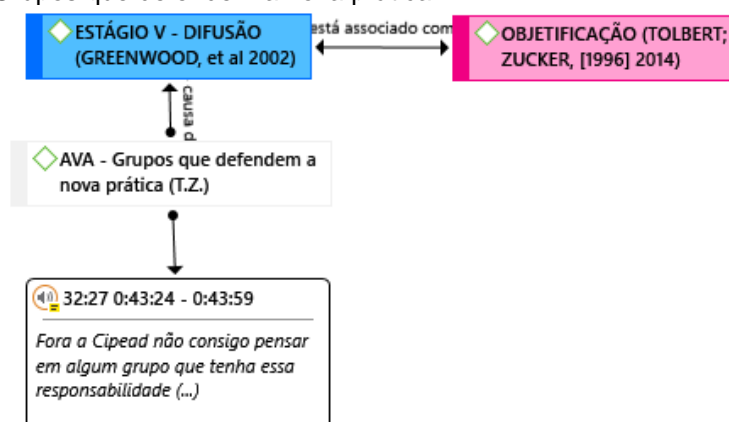 ESTÁGIO V - DIFUSÃO
(GREENWOOD, et al 2002)
está associado com
OBJETIFICAÇÃO (TOLBERT;
ZUCKER, [1996] 2014)
causa d
AVA - Grupos que defendem a
nova prática (T.Z.)
32:27 0:43:24 - 0:43:59
Fora a Cipead não consigo pensar
em algum grupo que tenha essa
responsabilidade (...)